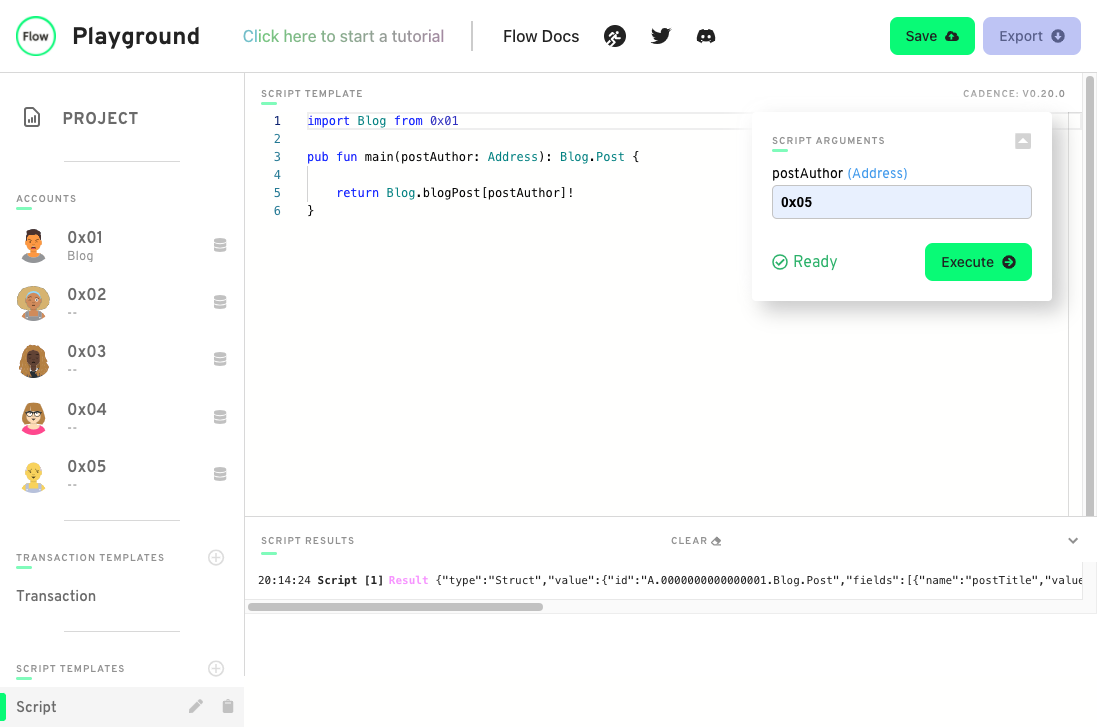 Flow Playground Click here to start a tutorial Flow Docs Save Export
PROJECT
ACCOUNTS
0x01
Blog
0x02
--
0x03
--
0x04
--
0x05
--
TRANSACTION TEMPLATES
Transaction
SCRIPT TEMPLATES
Script
SCRIPT TEMPLATE CADENCE: V0.20.0
1 import Blog from 0x01
2
3 pub fun main(postAuthor: Address): Blog.Post {
4
5 return Blog.blogPost[postAuthor]!
6 }
SCRIPT ARGUMENTS
postAuthor (Address)
0x05
Ready Execute
SCRIPT RESULTS CLEAR
20:14:24 Script [1] Result {"type":"Struct","value":{"id":"A.0000000000000001.Blog.Post","fields":[{"name":"postTitle","value